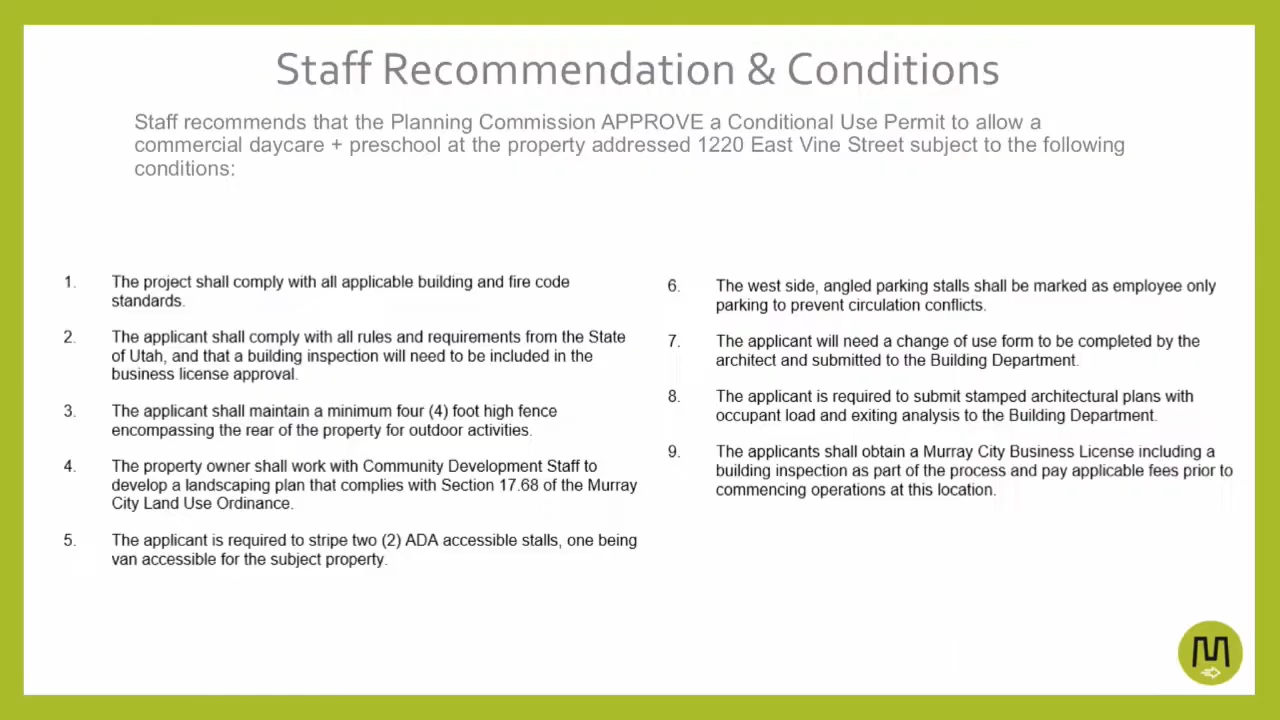 Staff Recommendation & Conditions
Staff recommends that the Planning Commission APPROVE a Conditional Use Permit to allow a
commercial daycare + preschool at the property addressed 1220 East Vine Street subject to the following
conditions:
1. The project shall comply with all applicable building and fire code
standards.
2. The applicant shall comply with all rules and requirements from the State
of Utah, and that a building inspection will need to be included in the
business license approval.
3. The applicant shall maintain a minimum four (4) foot high fence
encompassing the rear of the property for outdoor activities.
4. The property owner shall work with Community Development Staff to
develop a landscaping plan that complies with Section 17.68 of the Murray
City Land Use Ordinance.
5. The applicant is required to stripe two (2) ADA accessible stalls, one being
van accessible for the subject property.
6. The west side, angled parking stalls shall be marked as employee only
parking to prevent circulation conflicts.
7. The applicant will need a change of use form to be completed by the
architect and submitted to the Building Department.
8. The applicant is required to submit stamped architectural plans with
occupant load and exiting analysis to the Building Department.
9. The applicants shall obtain a Murray City Business License including a
building inspection as part of the process and pay applicable fees prior to
commencing operations at this location.
M